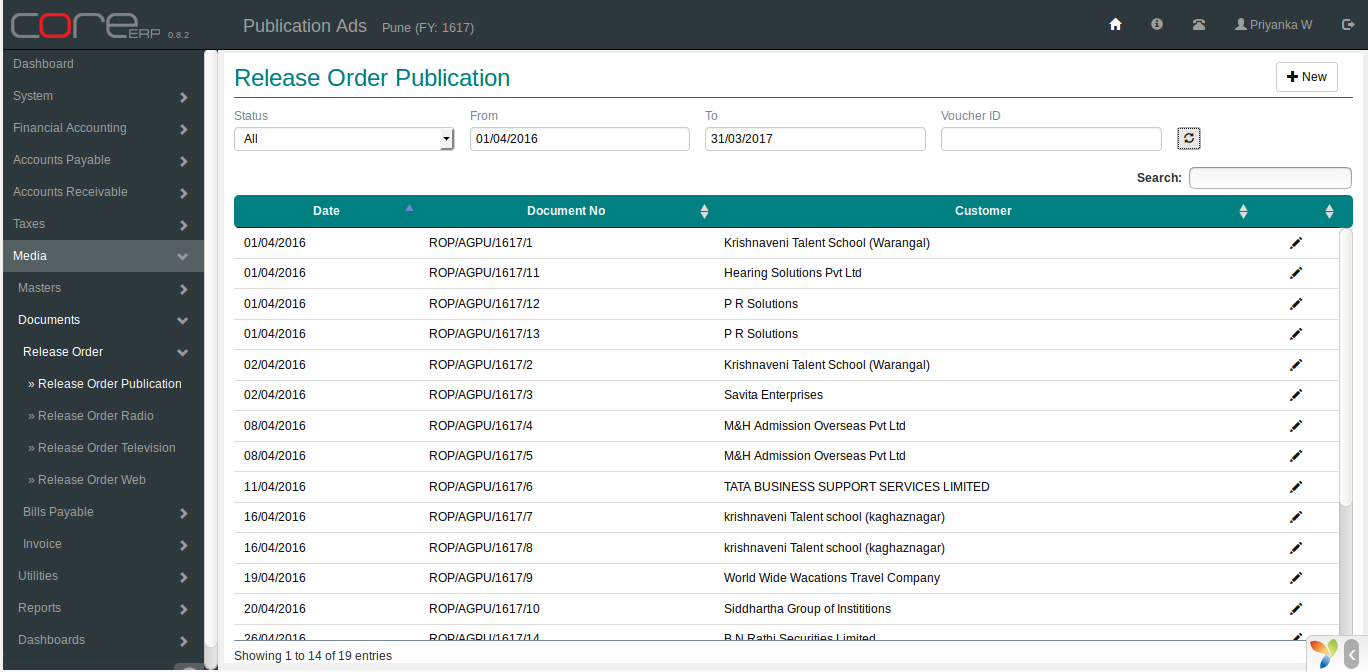 core ERP 0.8.2
Publication Ads Pune (FY: 1617)
Priyanka W
Dashboard
System
Financial Accounting
Accounts Payable
Accounts Receivable
Taxes
Media
Masters
Documents
Release Order
» Release Order Publication
» Release Order Radio
» Release Order Television
» Release Order Web
Bills Payable
Invoice
Utilities
Reports
Dashboards
Release Order Publication
New
Status From To Voucher ID
All 01/04/2016 31/03/2017
Search:
Date Document No Customer
01/04/2016 ROP/AGPU/1617/1 Krishnaveni Talent School (Warangal)
01/04/2016 ROP/AGPU/1617/11 Hearing Solutions Pvt Ltd
01/04/2016 ROP/AGPU/1617/12 P R Solutions
01/04/2016 ROP/AGPU/1617/13 P R Solutions
02/04/2016 ROP/AGPU/1617/2 Krishnaveni Talent School (Warangal)
02/04/2016 ROP/AGPU/1617/3 Savita Enterprises
08/04/2016 ROP/AGPU/1617/4 M&H Admission Overseas Pvt Ltd
08/04/2016 ROP/AGPU/1617/5 M&H Admission Overseas Pvt Ltd
11/04/2016 ROP/AGPU/1617/6 TATA BUSINESS SUPPORT SERVICES LIMITED
16/04/2016 ROP/AGPU/1617/7 krishnaveni Talent school (kaghaznagar)
16/04/2016 ROP/AGPU/1617/8 krishnaveni Talent school (kaghaznagar)
19/04/2016 ROP/AGPU/1617/9 World Wide Wacations Travel Company
20/04/2016 ROP/AGPU/1617/10 Siddhartha Group of Instititions
26/04/2016 ROP/AGPU/1617/14 B N Rathi Securities Limited
Showing 1 to 14 of 19 entries